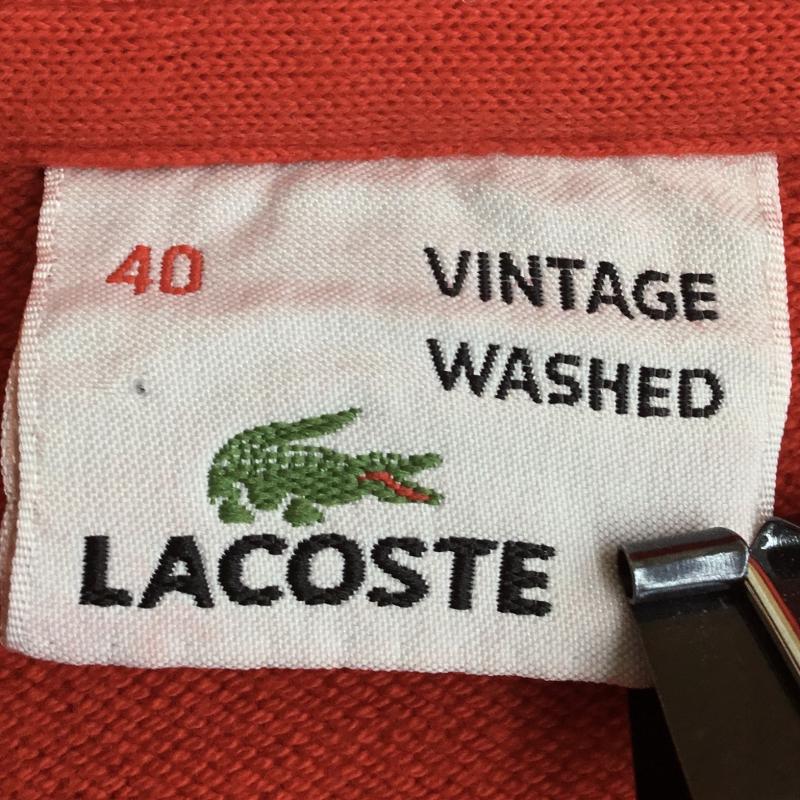 40
VINTAGE
WASHED
LACOSTE